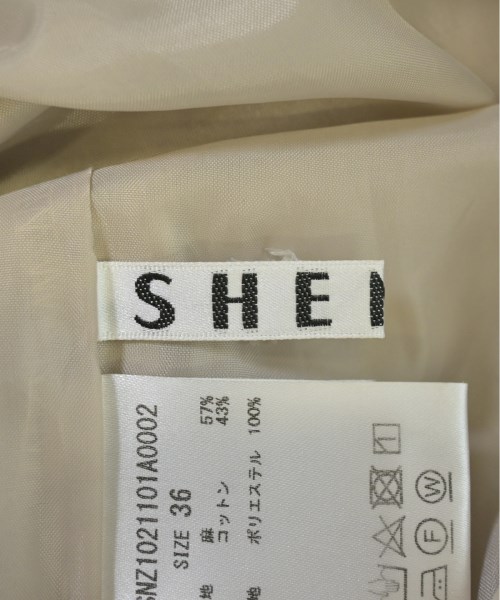 SHE
SNZ1021101A0002
SIZE 36
地 麻 57%
コットン 43%
地 ポリエステル 100%
W
F